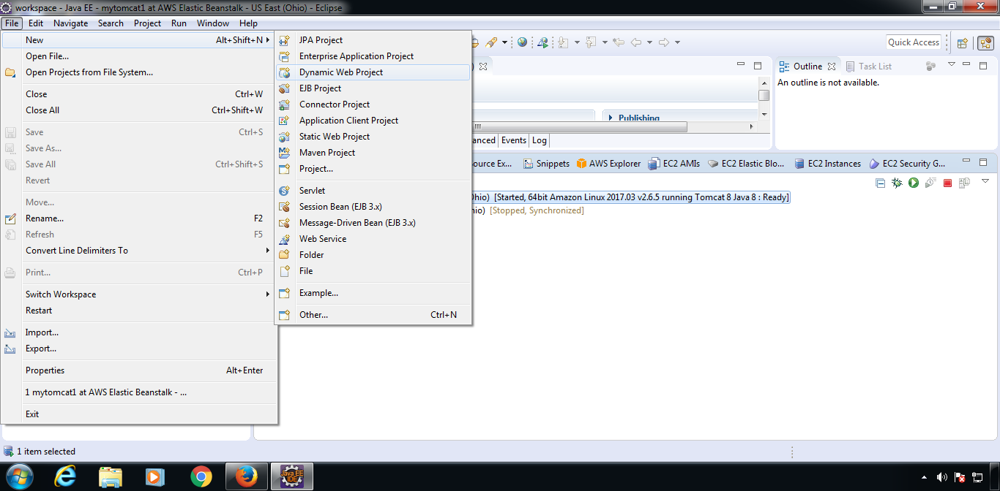 workspace - Java EE - mytomcat1 at AWS Elastic Beanstalk - US East (Ohio) - Eclipse
File Edit Navigate Search Project Run Window Help
New Alt+Shift+N
Open File...
Open Projects from File System...
Close Ctrl+W
Close All Ctrl+Shift+W
Save Ctrl+S
Save As...
Save All Ctrl+Shift+S
Revert
Move...
Rename... F2
Refresh F5
Convert Line Delimiters To
Print... Ctrl+P
Switch Workspace
Restart
Import...
Export...
Properties Alt+Enter
1 mytomcat1 at AWS Elastic Beanstalk - ...
Exit
JPA Project
Enterprise Application Project
Dynamic Web Project
EJB Project
Connector Project
Application Client Project
Static Web Project
Maven Project
Project...
Servlet
Session Bean (EJB 3.x)
Message-Driven Bean (EJB 3.x)
Web Service
Folder
File
Example...
Other... Ctrl+N
Quick Access
Outline Task List
An outline is not available.
Publishing
anced Events Log
ource Ex... Snippets AWS Explorer EC2 AMIs EC2 Elastic Blo... EC2 Instances EC2 Security G...
Ohio) [Started, 64bit Amazon Linux 2017.03 v2.6.5 running Tomcat 8 Java 8 : Ready]
hio) [Stopped, Synchronized]
1 item selected
Java EE
IDE